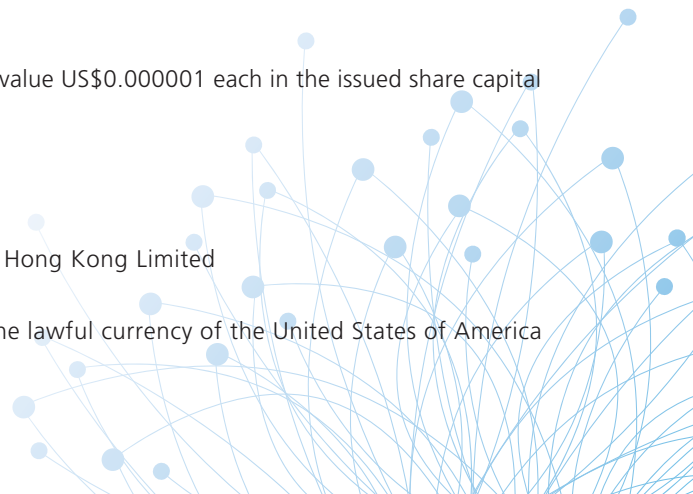 value US$0.000001 each in the issued share capital
Hong Kong Limited
he lawful currency of the United States of America